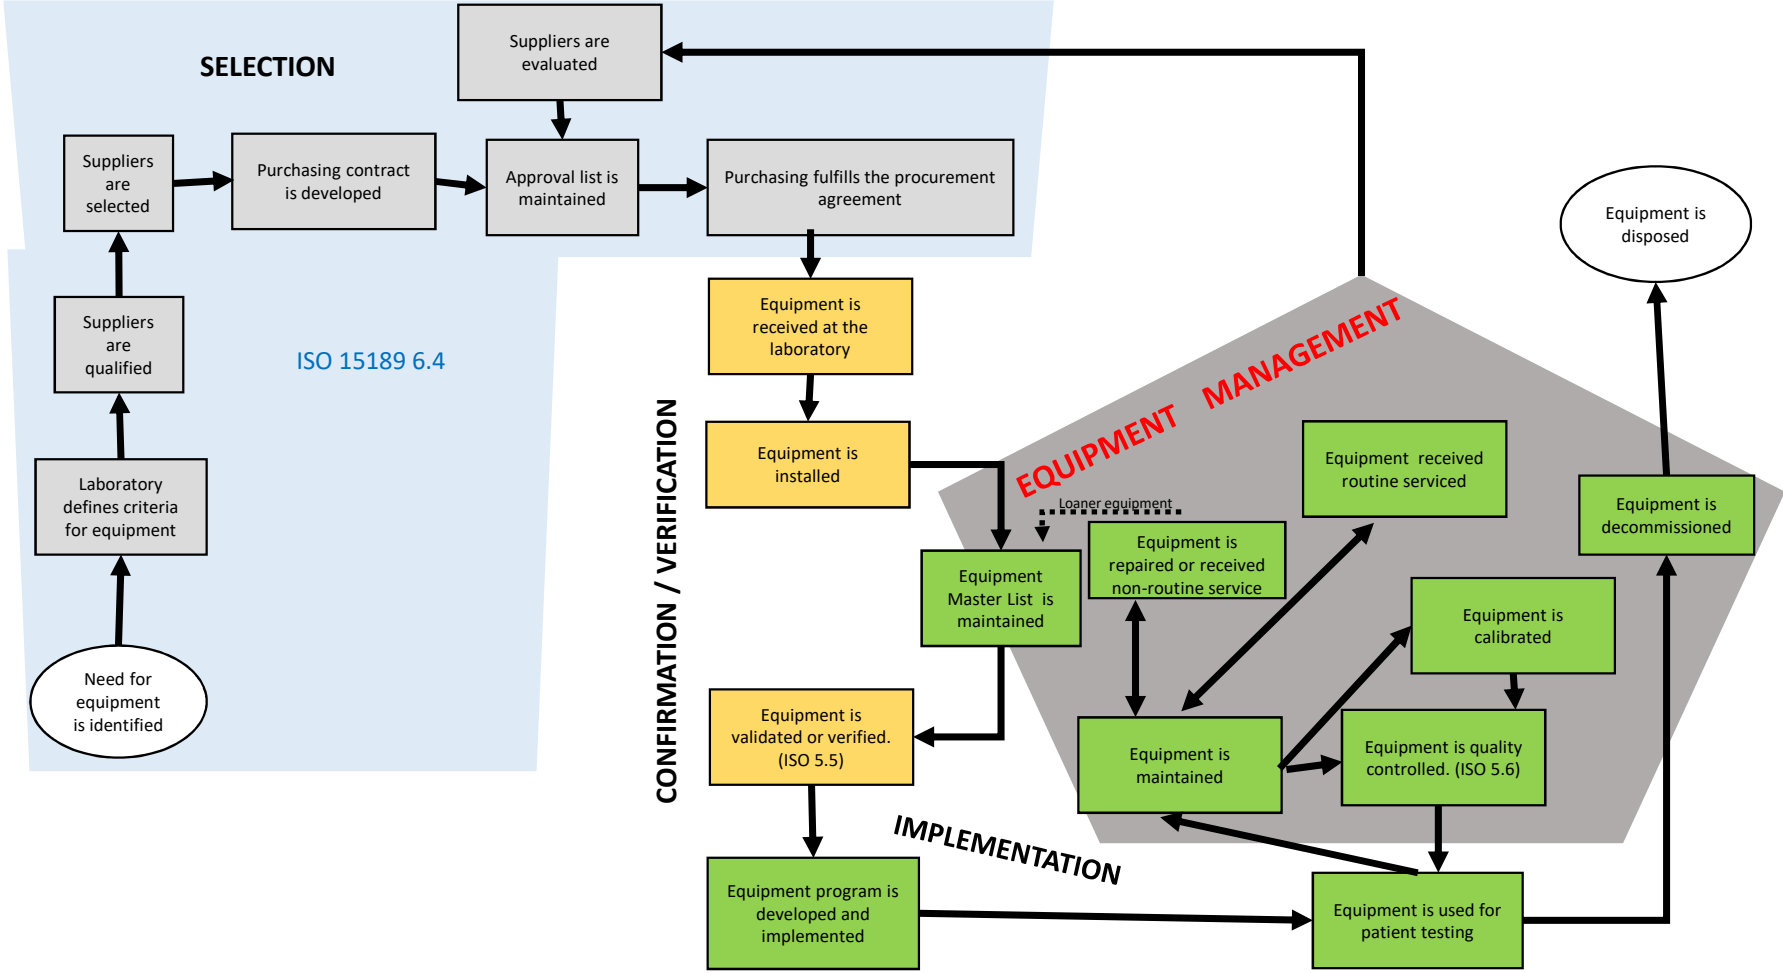 SELECTION
Suppliers are
evaluated
Suppliers
are
selected
Purchasing contract
is developed
Approval list is
maintained
Purchasing fulfills the procurement
agreement
Equipment is
disposed
Suppliers
are
qualified
ISO 15189 6.4
Equipment is
received at the
laboratory
EQUIPMENT MANAGEMENT
Laboratory
defines criteria
for equipment
CONFIRMATION / VERIFICATION
Equipment is
installed
Equipment received
routine serviced
Equipment is
decommissioned
Loaner equipment
Equipment is
repaired or received
non-routine service
Equipment
Master List is
maintained
Equipment is
calibrated
Need for
equipment
is identified
Equipment is
validated or verified.
(ISO 5.5)
Equipment is
maintained
Equipment is quality
controlled. (ISO 5.6)
IMPLEMENTATION
Equipment program is
developed and
implemented
Equipment is used for
patient testing